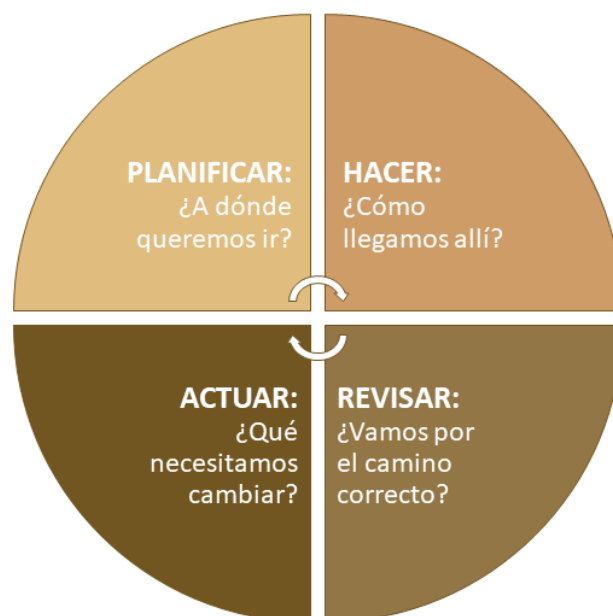 PLANIFICAR:
¿A dónde
queremos ir?
HACER:
¿Cómo
llegamos allí?
ACTUAR:
¿Qué
necesitamos
cambiar?
REVISAR:
¿Vamos por
el camino
correcto?